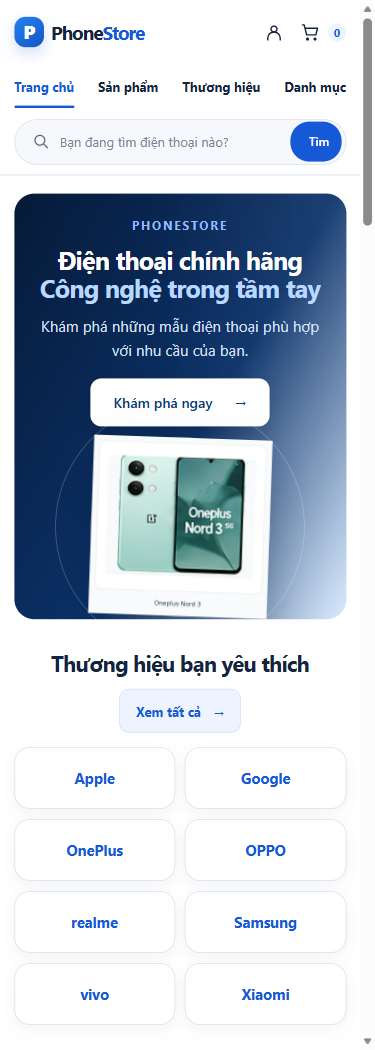 P PhoneStore
0
Trang chủ Sản phẩm Thương hiệu Danh mục
Bạn đang tìm điện thoại nào? Tìm
PHONESTORE
Điện thoại chính hãng
Công nghệ trong tầm tay
Khám phá những mẫu điện thoại phù hợp
với nhu cầu của bạn.
Khám phá ngay →
Oneplus
Nord 3 5G
Oneplus Nord 3
Thương hiệu bạn yêu thích
Xem tất cả →
Apple Google
OnePlus OPPO
realme Samsung
vivo Xiaomi